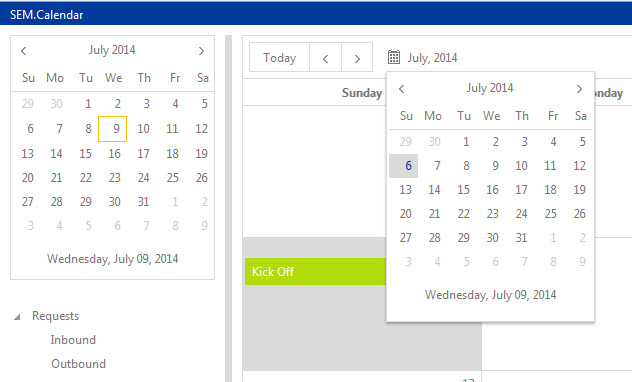 SEM.Calendar
July 2014
Su Mo Tu We Th Fr Sa
29 30 1 2 3 4 5
6 7 8 9 10 11 12
13 14 15 16 17 18 19
20 21 22 23 24 25 26
27 28 29 30 31 1 2
3 4 5 6 7 8 9
Wednesday, July 09, 2014
Requests
Inbound
Outbound
Today July, 2014
Sunday
Kick Off
July 2014
Su Mo Tu We Th Fr Sa
29 30 1 2 3 4 5
6 7 8 9 10 11 12
13 14 15 16 17 18 19
20 21 22 23 24 25 26
27 28 29 30 31 1 2
3 4 5 6 7 8 9
Wednesday, July 09, 2014